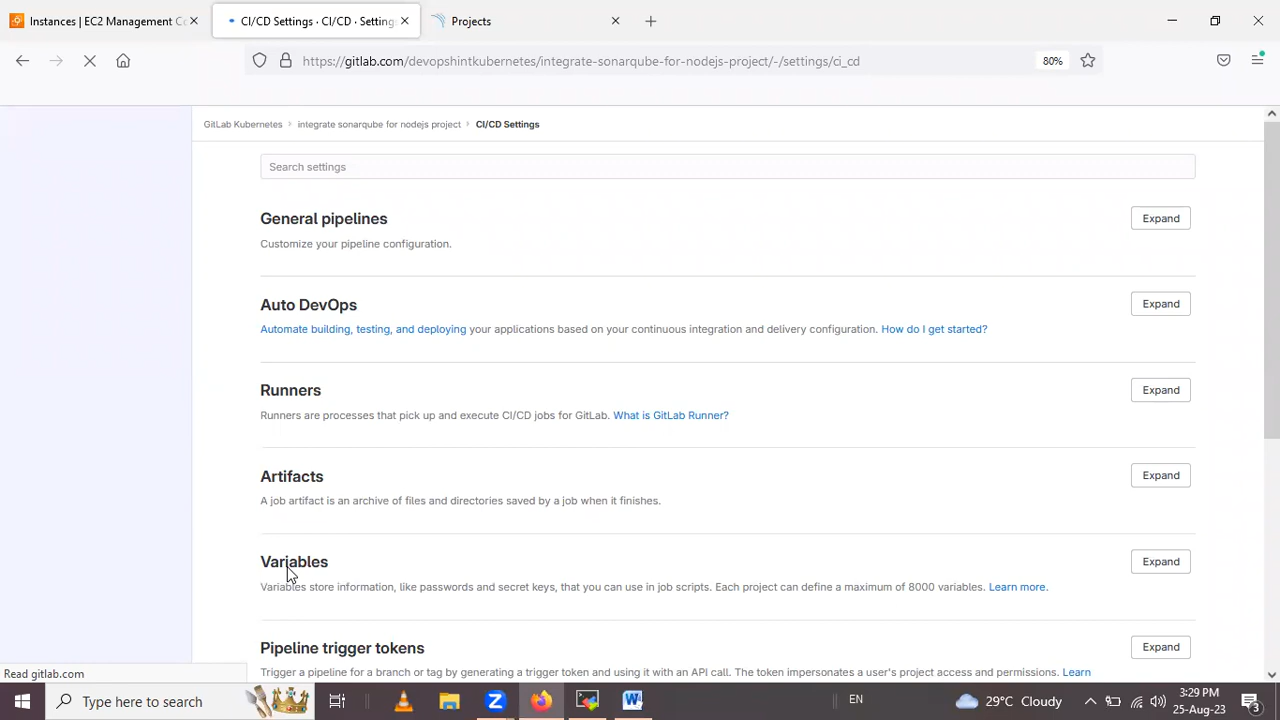 Instances | EC2 Management Co
CI/CD Settings · CI/CD · Settings
Projects
https://gitlab.com/devopshintkubernetes/integrate-sonarqube-for-nodejs-project/-/settings/ci_cd
80%
GitLab Kubernetes > integrate sonarqube for nodejs project > CI/CD Settings
Search settings
General pipelines
Expand
Customize your pipeline configuration.
Auto DevOps
Expand
Automate building, testing, and deploying your applications based on your continuous integration and delivery configuration. How do I get started?
Runners
Expand
Runners are processes that pick up and execute CI/CD jobs for GitLab. What is GitLab Runner?
Artifacts
Expand
A job artifact is an archive of files and directories saved by a job when it finishes.
Variables
Expand
Variables store information, like passwords and secret keys, that you can use in job scripts. Each project can define a maximum of 8000 variables. Learn more.
Pipeline trigger tokens
Expand
Trigger a pipeline for a branch or tag by generating a trigger token and using it with an API call. The token impersonates a user's project access and permissions. Learn
Read gitlab.com
Type here to search
EN
29°C Cloudy
3:29 PM
25-Aug-23
3